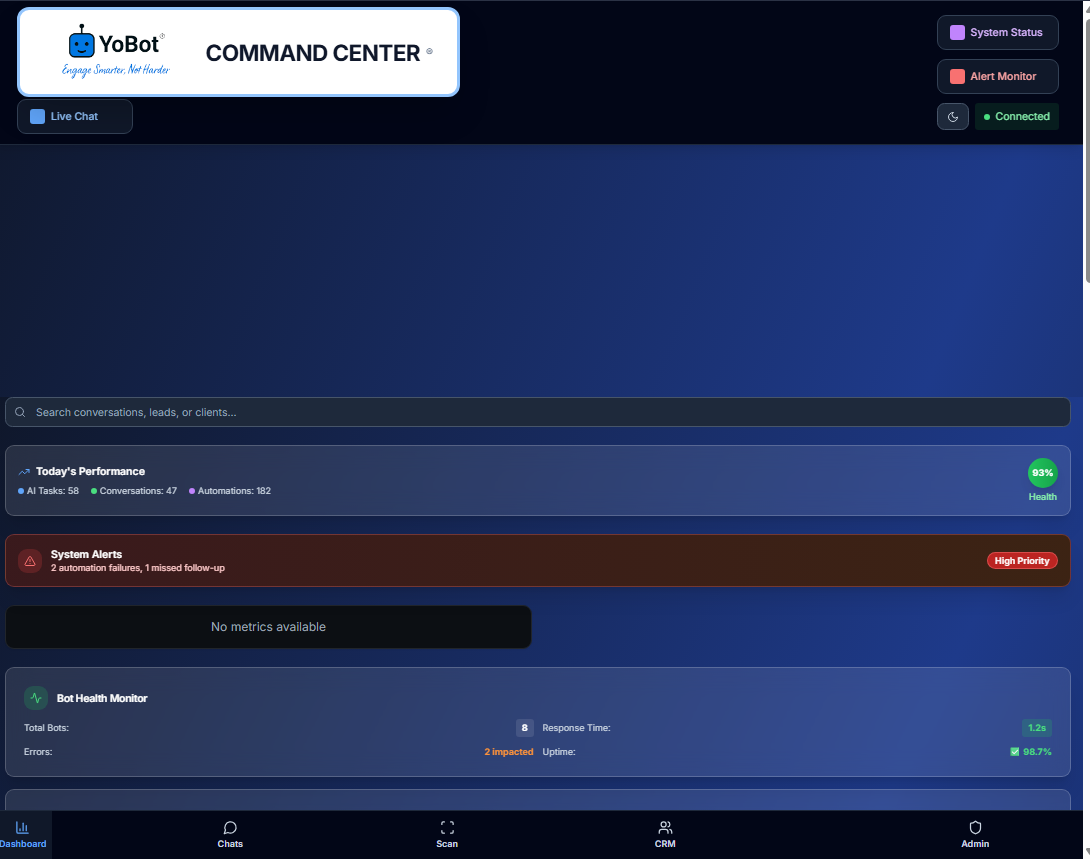 YoBot®
Engage Smarter, Not Harder
COMMAND CENTER ®
System Status
Alert Monitor
Live Chat
Connected
Search conversations, leads, or clients...
Today's Performance
AI Tasks: 58 Conversations: 47 Automations: 182
93%
Health
System Alerts
2 automation failures, 1 missed follow-up
High Priority
No metrics available
Bot Health Monitor
Total Bots: 8 Response Time: 1.2s
Errors: 2 impacted Uptime: ✅ 98.7%
Dashboard Chats Scan CRM Admin